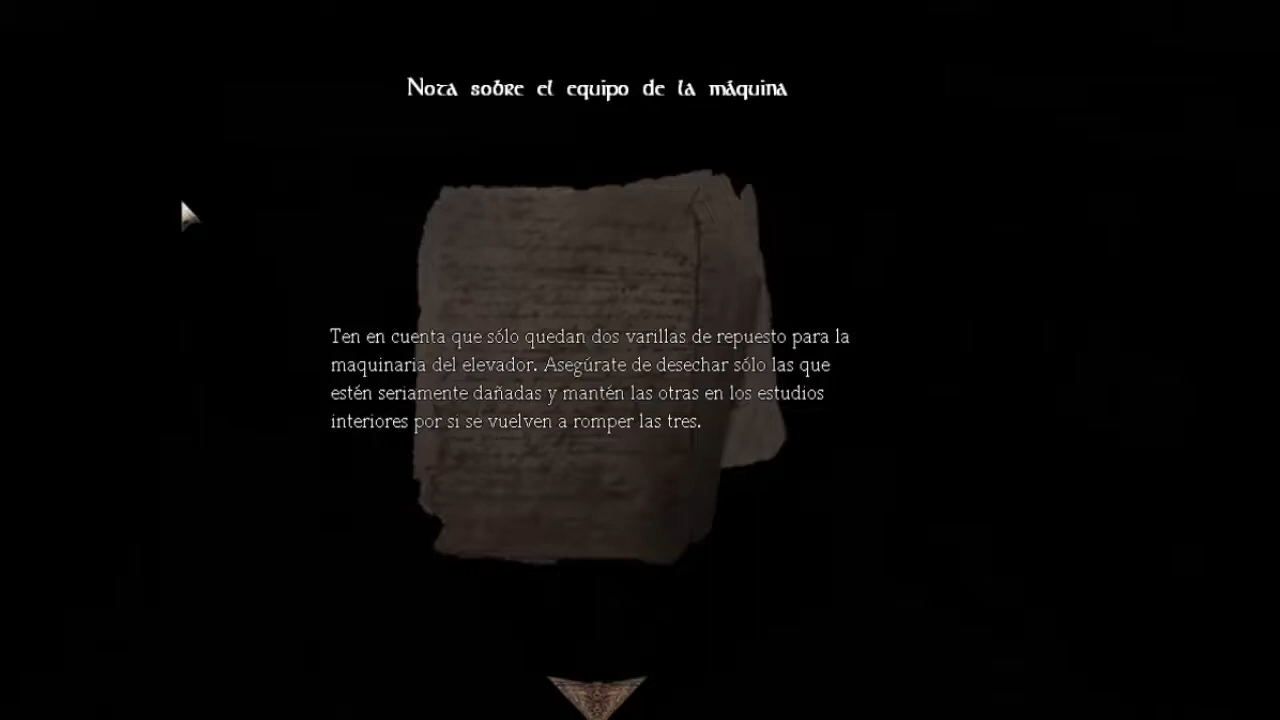 Nota sobre el equipo de la máquina
Ten en cuenta que sólo quedan dos varillas de repuesto para la
maquinaria del elevador. Asegúrate de desechar sólo las que
estén seriamente dañadas y mantén las otras en los estudios
interiores por si se vuelven a romper las tres.